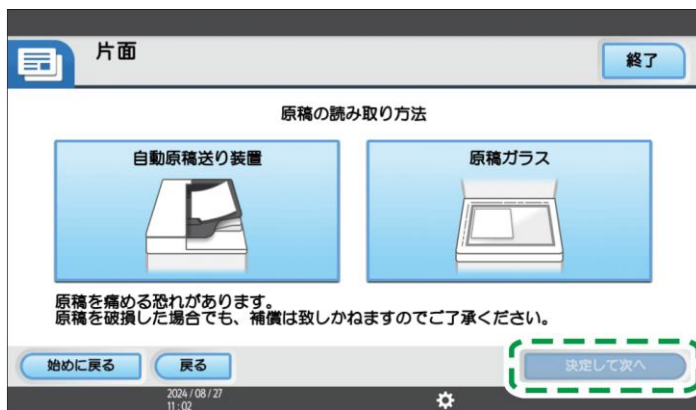 片面
終了
原稿の読み取り方法
自動原稿送り装置
原稿ガラス
原稿を痛める恐れがあります。
原稿を破損した場合でも、補償は致しかねますのでご了承ください。
始めに戻る
戻る
決定して次へ
2024/08/27
11:02